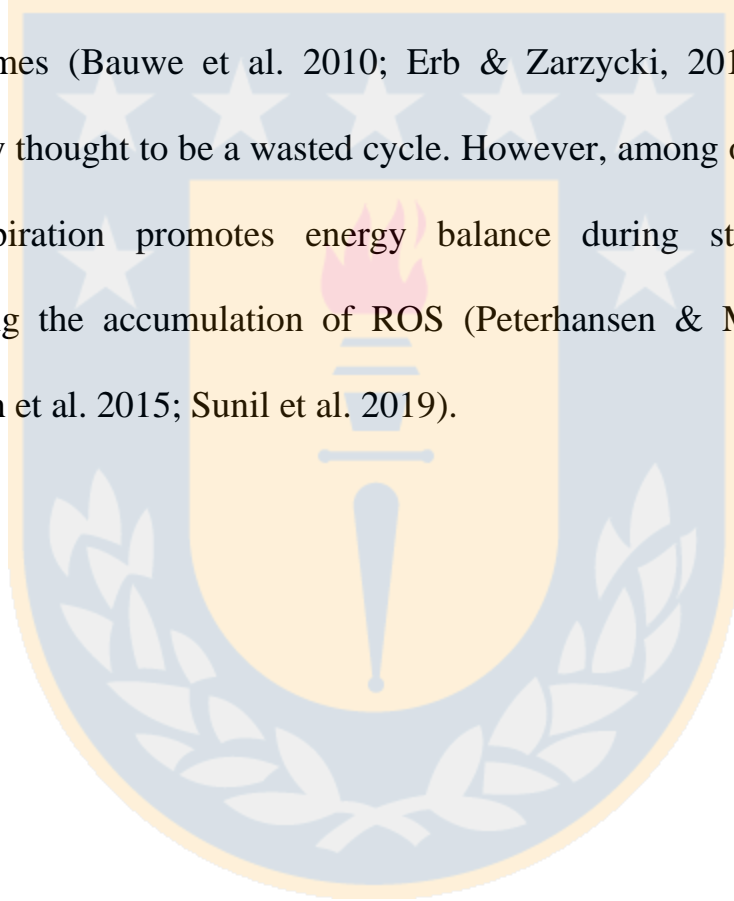 mes (Bauwe et al. 2010; Erb & Zarzycki, 201
y thought to be a wasted cycle. However, among o
piration promotes energy balance during st
ng the accumulation of ROS (Peterhansen & M
n et al. 2015; Sunil et al. 2019).